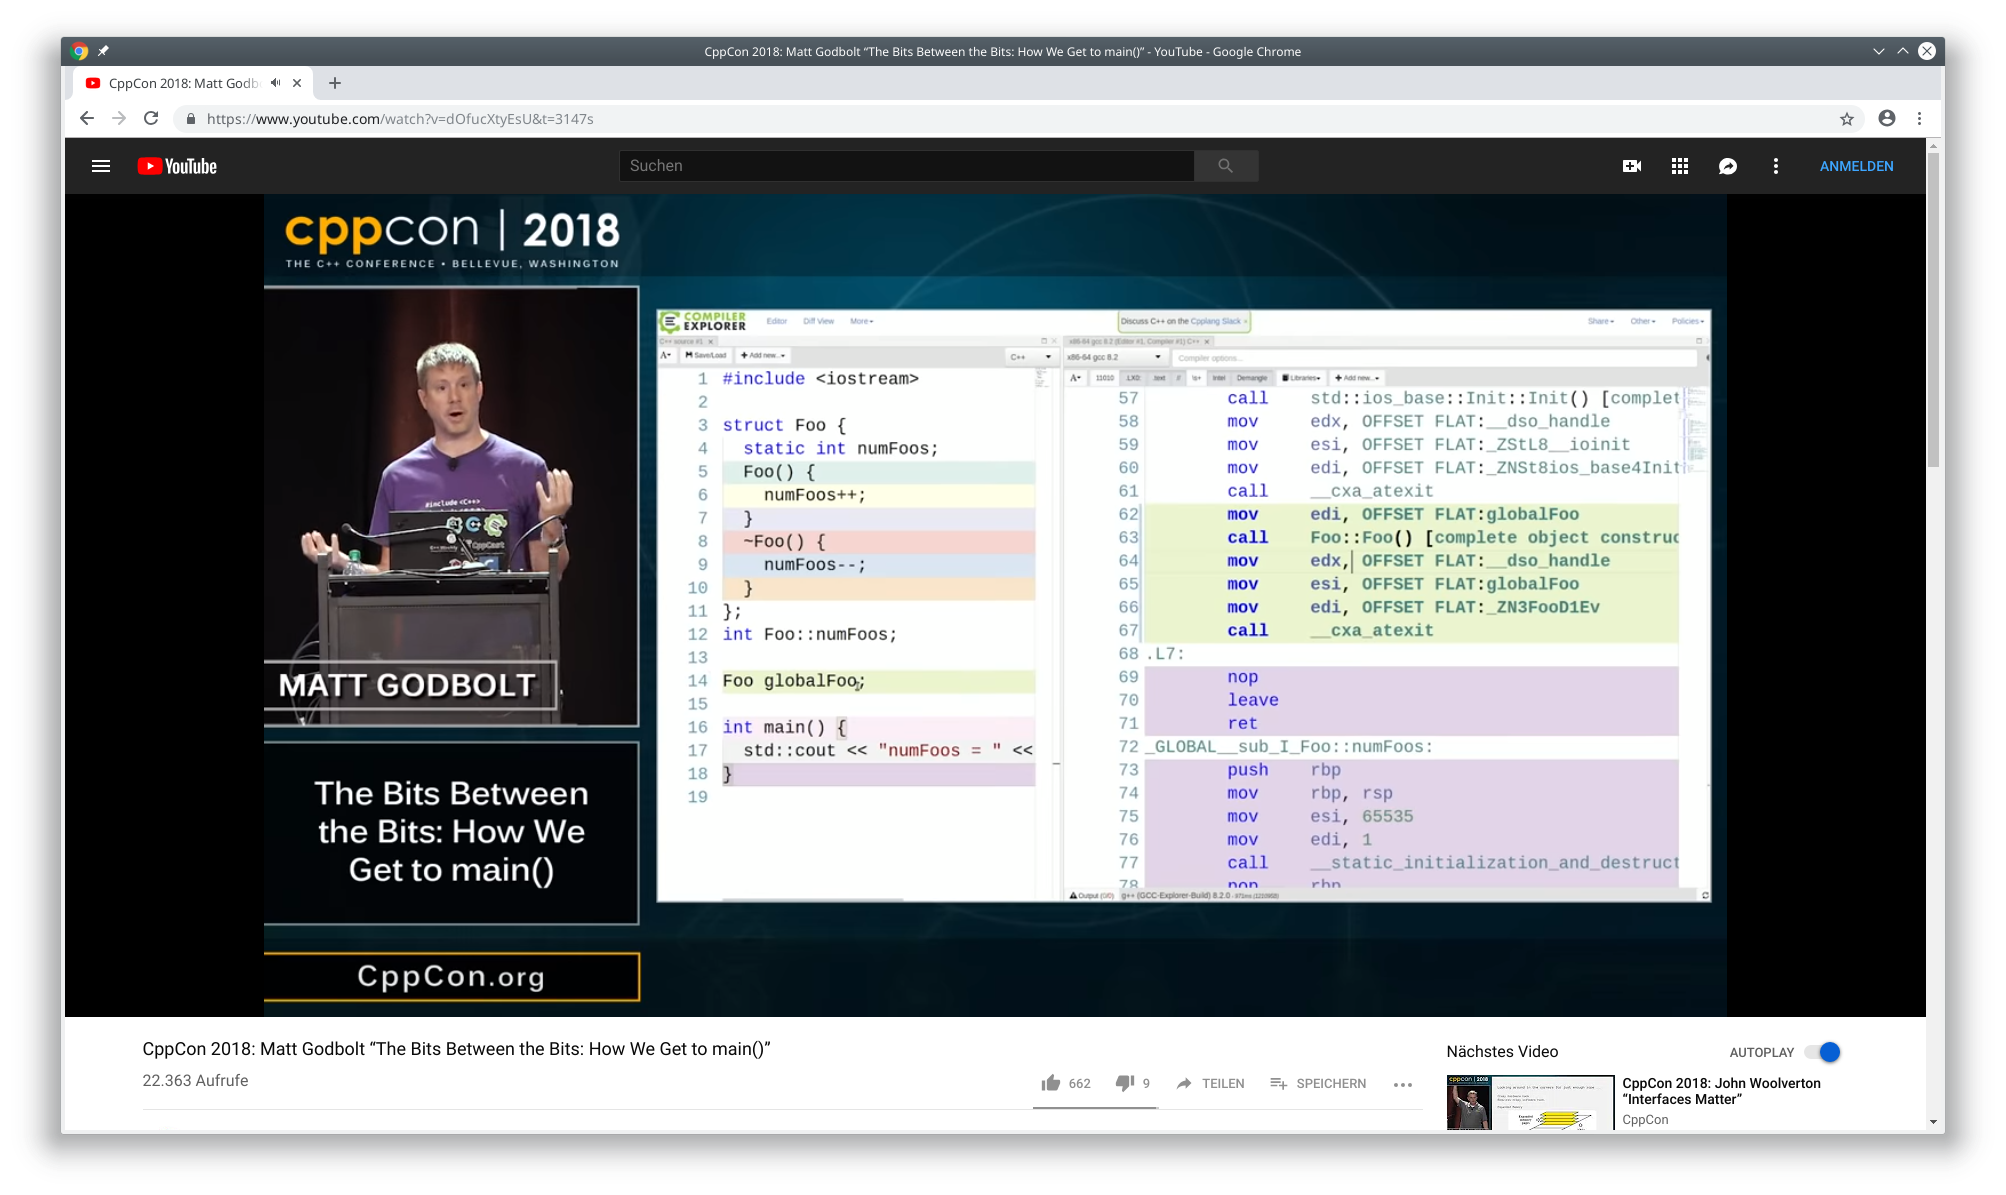 CppCon 2018: Matt Godbolt “The Bits Between the Bits: How We Get to main()” - YouTube - Google Chrome
CppCon 2018: Matt Godb
https://www.youtube.com/watch?v=dOfucXtyEsU&t=3147s
YouTube
Suchen
ANMELDEN
cppcon | 2018
THE C++ CONFERENCE • BELLEVUE, WASHINGTON
#include <C++>
CppCast
MATT GODBOLT
The Bits Between
the Bits: How We
Get to main()
CppCon.org
COMPILER
EXPLORER
Editor Diff View More
Discuss C++ on the Cpplang Slack ×
Share Other Policies
C++ source #1 ×
A Save/Load + Add new... C++
1 #include <iostream>
2
3 struct Foo {
4 static int numFoos;
5 Foo() {
6 numFoos++;
7 }
8 ~Foo() {
9 numFoos--;
10 }
11 };
12 int Foo::numFoos;
13
14 Foo globalFoo;
15
16 int main() {
17 std::cout << "numFoos = " <<
18 }
19
x86-64 gcc 8.2 (Editor #1, Compiler #1) C++ ×
x86-64 gcc 8.2 Compiler options...
A 11010 .LX0: .text // \s+ Intel Demangle Libraries + Add new...
57 call std::ios_base::Init::Init() [complet
58 mov edx, OFFSET FLAT:__dso_handle
59 mov esi, OFFSET FLAT:_ZStL8__ioinit
60 mov edi, OFFSET FLAT:_ZNSt8ios_base4Init
61 call __cxa_atexit
62 mov edi, OFFSET FLAT:globalFoo
63 call Foo::Foo() [complete object construc
64 mov edx, OFFSET FLAT:__dso_handle
65 mov esi, OFFSET FLAT:globalFoo
66 mov edi, OFFSET FLAT:_ZN3FooD1Ev
67 call __cxa_atexit
68 .L7:
69 nop
70 leave
71 ret
72 _GLOBAL__sub_I_Foo::numFoos:
73 push rbp
74 mov rbp, rsp
75 mov esi, 65535
76 mov edi, 1
77 call __static_initialization_and_destruct
78 pop rbp
Output (0/0) g++ (GCC-Explorer-Build) 8.2.0
CppCon 2018: Matt Godbolt “The Bits Between the Bits: How We Get to main()”
22.363 Aufrufe
662 9 TEILEN SPEICHERN
Nächstes Video AUTOPLAY
cppcon | 2018
CppCon 2018: John Woolverton
“Interfaces Matter”
CppCon